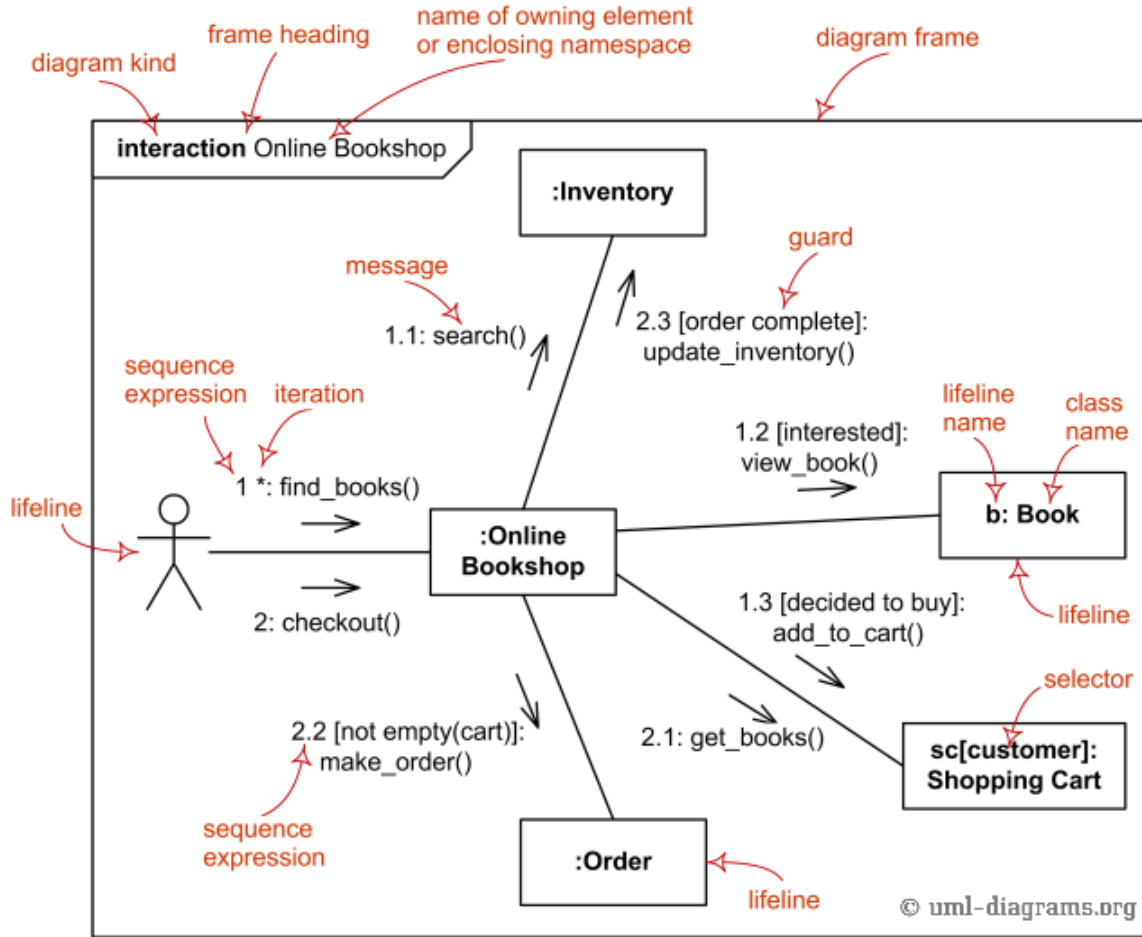 name of owning element
or enclosing namespace
frame heading
diagram frame
diagram kind
interaction Online Bookshop
:Inventory
guard
message
1.1: search()
2.3 [order complete]:
update_inventory()
sequence
expression
iteration
lifeline
name
class
name
1.2 [interested]:
view_book()
1 *: find_books()
lifeline
b: Book
:Online
Bookshop
2: checkout()
1.3 [decided to buy]:
add_to_cart()
lifeline
selector
2.2 [not empty(cart)]:
make_order()
2.1: get_books()
sc[customer]:
Shopping Cart
sequence
expression
:Order
lifeline
© uml-diagrams.org